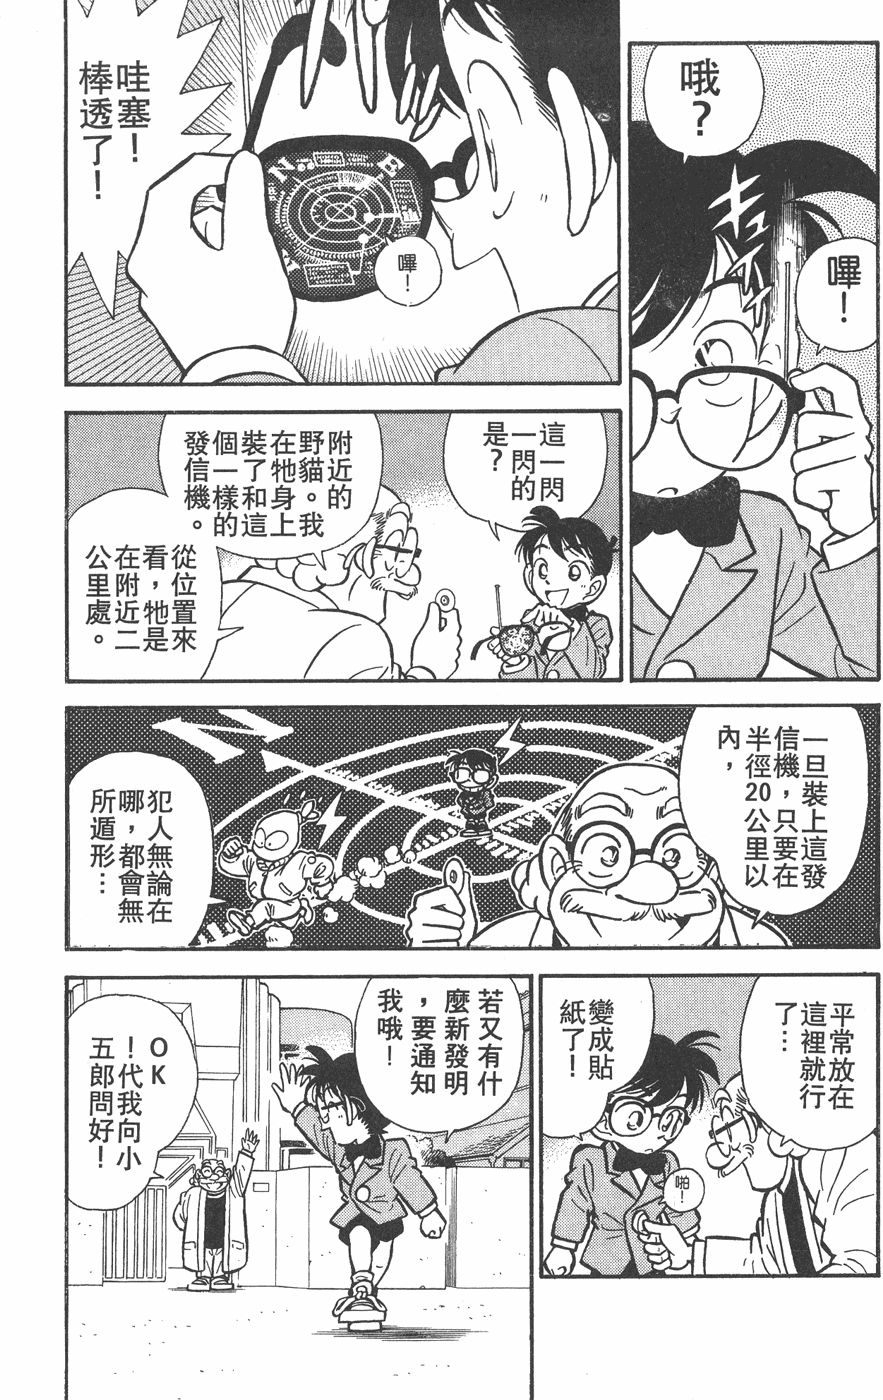 哦？
キュイィ
嗶！
哇塞！
棒透了！
嗶！
這一閃
一閃的
是？
附近的
野貓。我
在牠身上
裝了和這
個一樣的
發信機。
從位置來
看，牠是
在附近二
公里處。
一旦裝上這發
信機，只要在
半徑20公里以
內，
犯人無論在
哪，都會無
所遁形…
平常放在
這裡就行
了…
變成貼
紙了！
啪！
若又有什
麼新發明
，要通知
我哦！
OK
！代我向小
五郎問好！
N
E